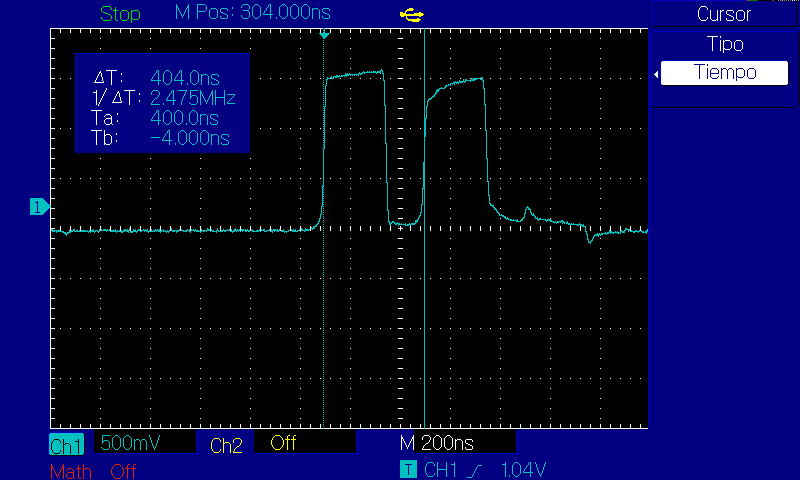 Stop M Pos: 304.000ns
Cursor
Tipo
Tiempo
ΔT: 404.0ns
1/ΔT: 2.475MHz
Ta: 400.0ns
Tb: -4.000ns
1
Ch1 500mV Ch2 Off M 200ns
Math Off T CH1 1.04V